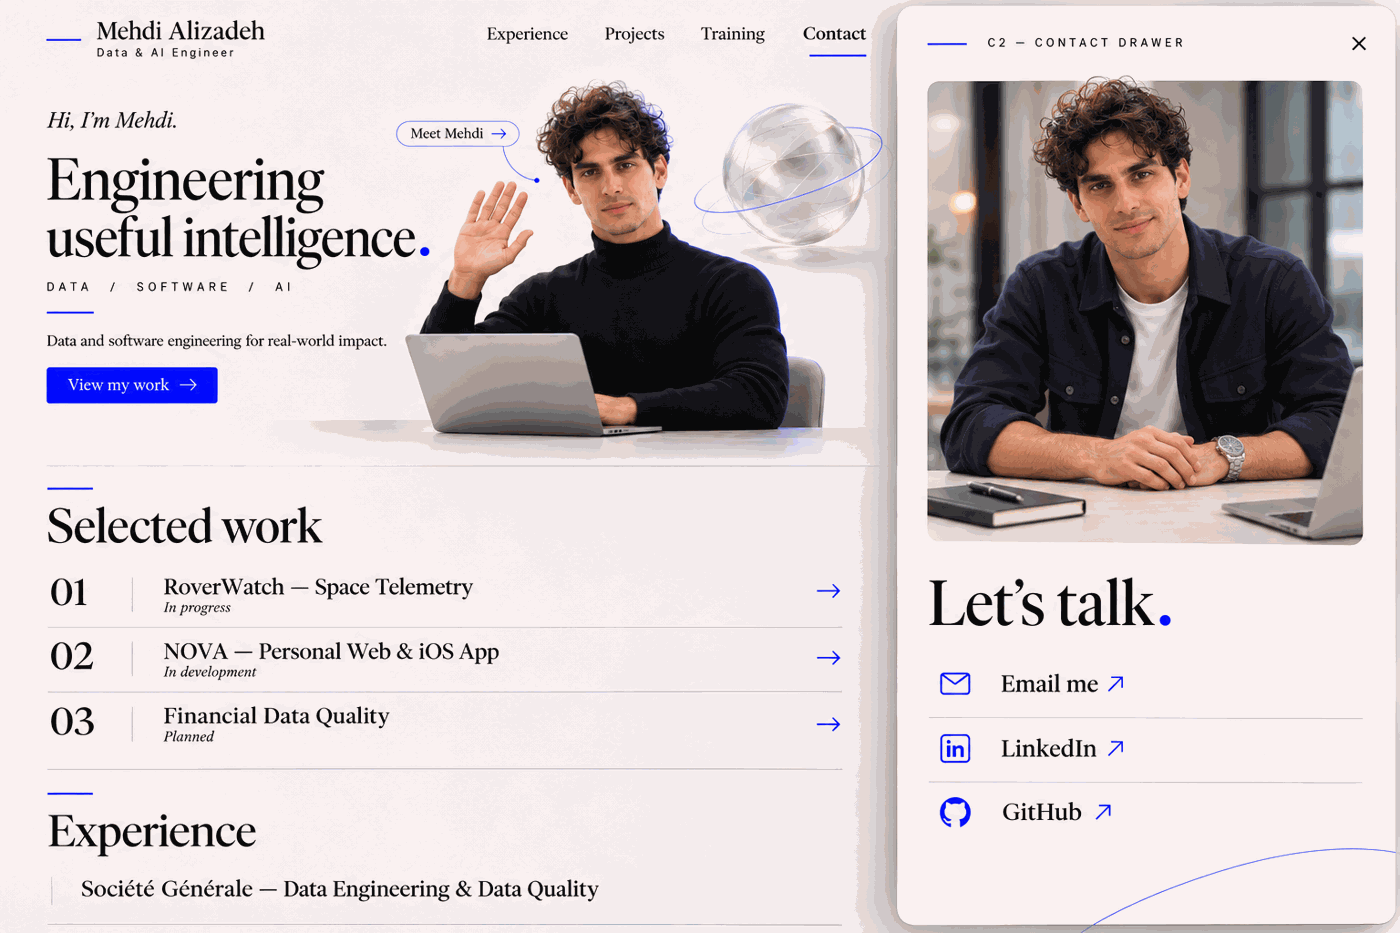 Mehdi Alizadeh
Data & AI Engineer
Experience
Projects
Training
Contact
Hi, I’m Mehdi.
Engineering
useful intelligence.
DATA / SOFTWARE / AI
Data and software engineering for real-world impact.
View my work →
Meet Mehdi →
Selected work
01
RoverWatch — Space Telemetry
In progress
02
NOVA — Personal Web & iOS App
In development
03
Financial Data Quality
Planned
Experience
Société Générale — Data Engineering & Data Quality
C2 — CONTACT DRAWER
Let’s talk.
Email me
in
LinkedIn
GitHub